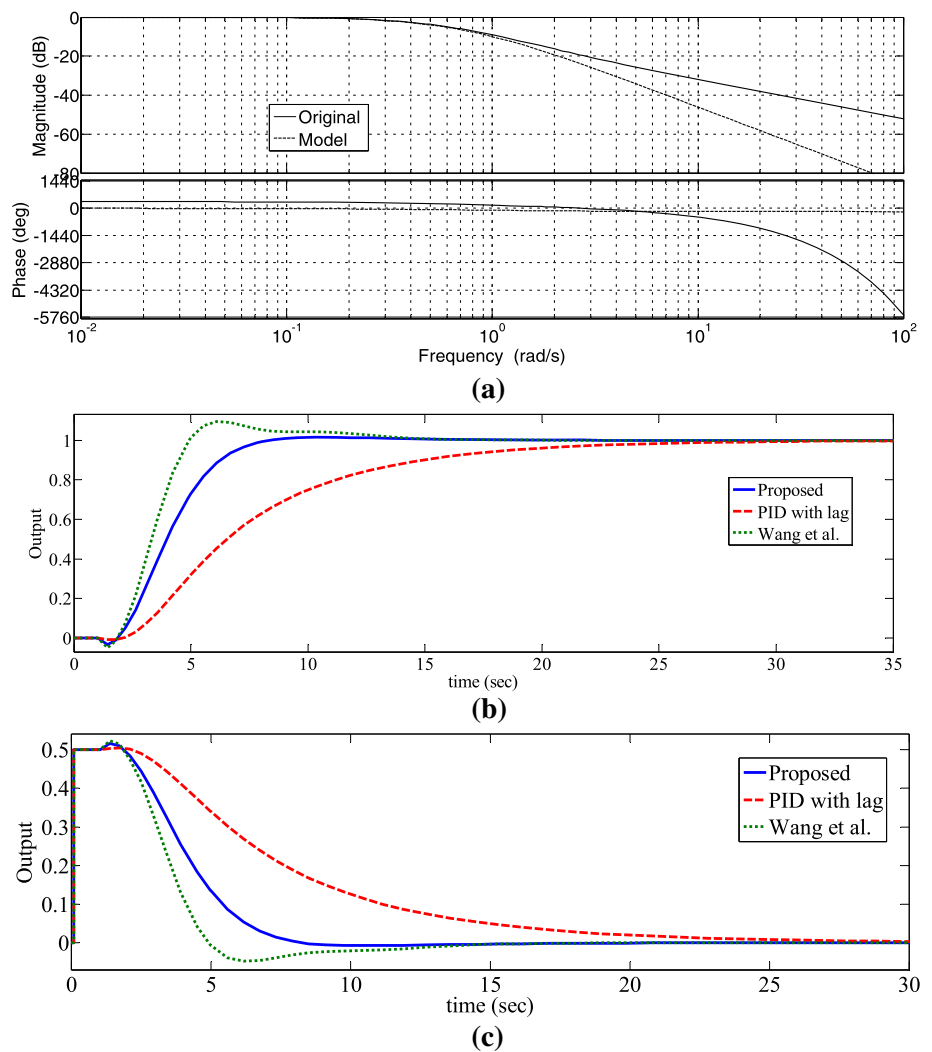 0
-20
-40
-60
-80
Magnitude (dB)
Original
Model
1440
0
-1440
-2880
-4320
-5760
Phase (deg)
10^-2
10^-1
10^0
10^1
10^2
Frequency (rad/s)
(a)
1
0.8
0.6
0.4
0.2
0
Output
Proposed
PID with lag
Wang et al.
0 5 10 15 20 25 30 35
time (sec)
(b)
0.5
0.4
0.3
0.2
0.1
0
Output
Proposed
PID with lag
Wang et al.
0 5 10 15 20 25 30
time (sec)
(c)